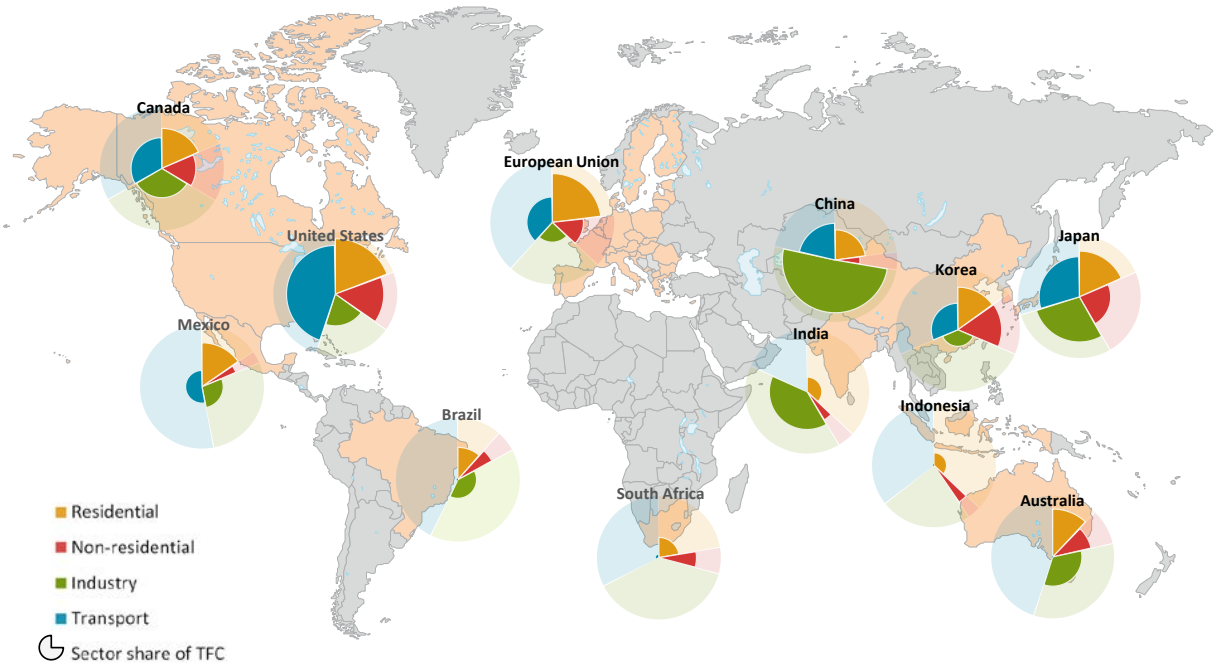 Canada
European Union
China
United States
Japan
Korea
Mexico
India
Indonesia
Brazil
South Africa
Australia
Residential
Non-residential
Industry
Transport
Sector share of TFC